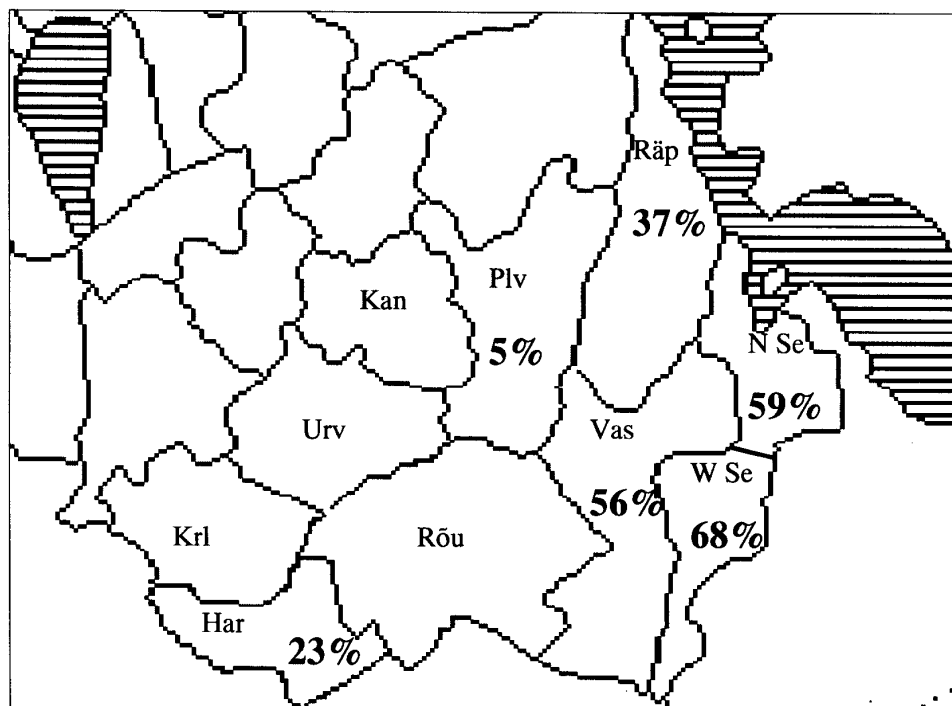 Räp
37%
Plv
Kan
5%
N Se
59%
Urv
Vas
W Se
56%
68%
Krl
Rõu
Har
23%